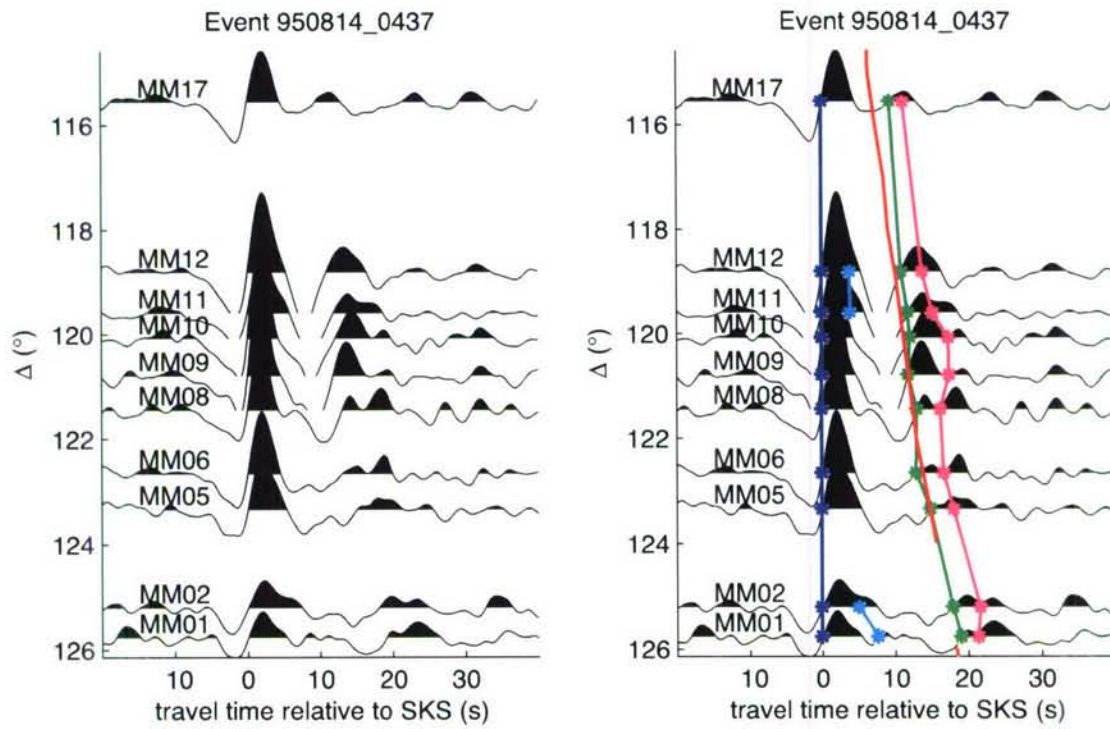 Event 950814_0437
MM17
116
118
MM12
MM11
120
MM10
MM09
MM08
122
MM06
MM05
124
MM02
MM01
126
Δ (°)
10 0 10 20 30
travel time relative to SKS (s)
Event 950814_0437
MM17
116
118
MM12
MM11
120
MM10
MM09
MM08
122
MM06
MM05
124
MM02
MM01
126
Δ (°)
10 0 10 20 30
travel time relative to SKS (s)